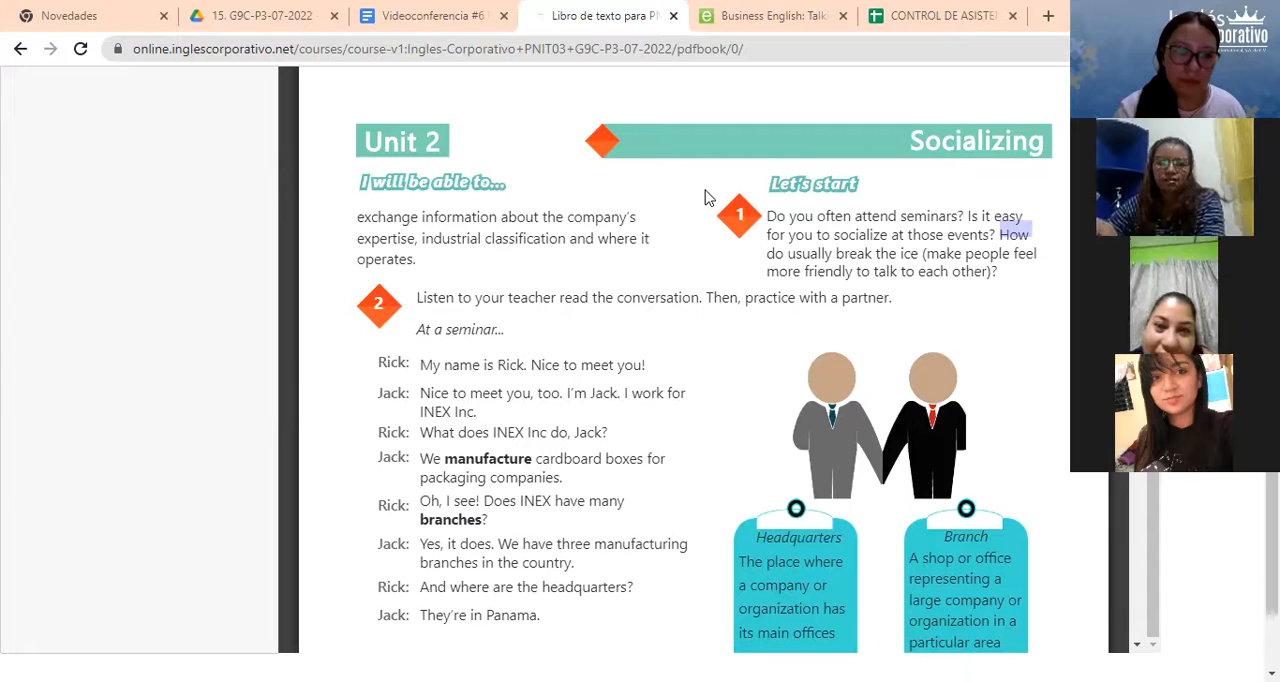 Novedades
15. G9C-P3-07-2022 -
Videoconferencia #6
Libro de texto para
Business English: Talk
CONTROL DE ASISTE
online.inglescorporativo.net/courses/course-v1:Ingles-Corporativo+PNIT03+G9C-P3-07-2022/pdfbook/0/
Unit 2
Socializing
I will be able to...
exchange information about the company's
expertise, industrial classification and where it
operates.
Let's start
1
Do you often attend seminars? Is it easy
for you to socialize at those events? How
do usually break the ice (make people feel
more friendly to talk to each other)?
2
Listen to your teacher read the conversation. Then, practice with a partner.
At a seminar...
Rick: My name is Rick. Nice to meet you!
Jack: Nice to meet you, too. I'm Jack. I work for
INEX Inc.
Rick: What does INEX Inc do, Jack?
Jack: We manufacture cardboard boxes for
packaging companies.
Rick: Oh, I see! Does INEX have many
branches?
Jack: Yes, it does. We have three manufacturing
branches in the country.
Rick: And where are the headquarters?
Jack: They're in Panama.
Headquarters
The place where
a company or
organization has
its main offices
Branch
A shop or office
representing a
large company or
organization in a
particular area